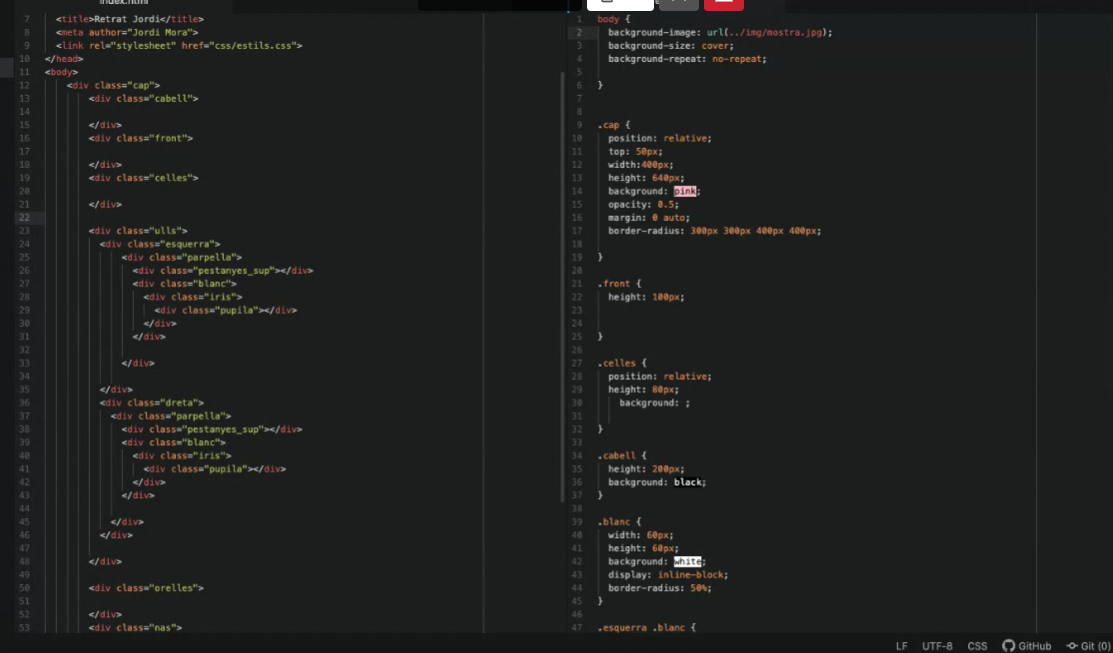 index.html
7 <title>Retrat Jordi</title>
8 <meta author="Jordi Mora">
9 <link rel="stylesheet" href="css/estils.css">
10 </head>
11 <body>
12 <div class="cap">
13 <div class="cabell">
14
15 </div>
16 <div class="front">
17
18 </div>
19 <div class="celles">
20
21 </div>
22
23 <div class="ulls">
24 <div class="esquerra">
25 <div class="parpella">
26 <div class="pestanyes_sup"></div>
27 <div class="blanc">
28 <div class="iris">
29 <div class="pupila"></div>
30 </div>
31 </div>
32
33 </div>
34
35 </div>
36 <div class="dreta">
37 <div class="parpella">
38 <div class="pestanyes_sup"></div>
39 <div class="blanc">
40 <div class="iris">
41 <div class="pupila"></div>
42 </div>
43 </div>
44
45 </div>
46 </div>
47
48 </div>
49
50 <div class="orelles">
51
52 </div>
53 <div class="nas">
1 body {
2 background-image: url(../img/mostra.jpg);
3 background-size: cover;
4 background-repeat: no-repeat;
5
6 }
7
8
9 .cap {
10 position: relative;
11 top: 50px;
12 width:400px;
13 height: 640px;
14 background: pink;
15 opacity: 0.5;
16 margin: 0 auto;
17 border-radius: 300px 300px 400px 400px;
18
19 }
20
21 .front {
22 height: 100px;
23
24
25 }
26
27 .celles {
28 position: relative;
29 height: 80px;
30 background: ;
31
32 }
33
34 .cabell {
35 height: 200px;
36 background: black;
37 }
38
39 .blanc {
40 width: 60px;
41 height: 60px;
42 background: white;
43 display: inline-block;
44 border-radius: 50%;
45 }
46
47 .esquerra .blanc {
LF UTF-8 CSS GitHub Git (0)